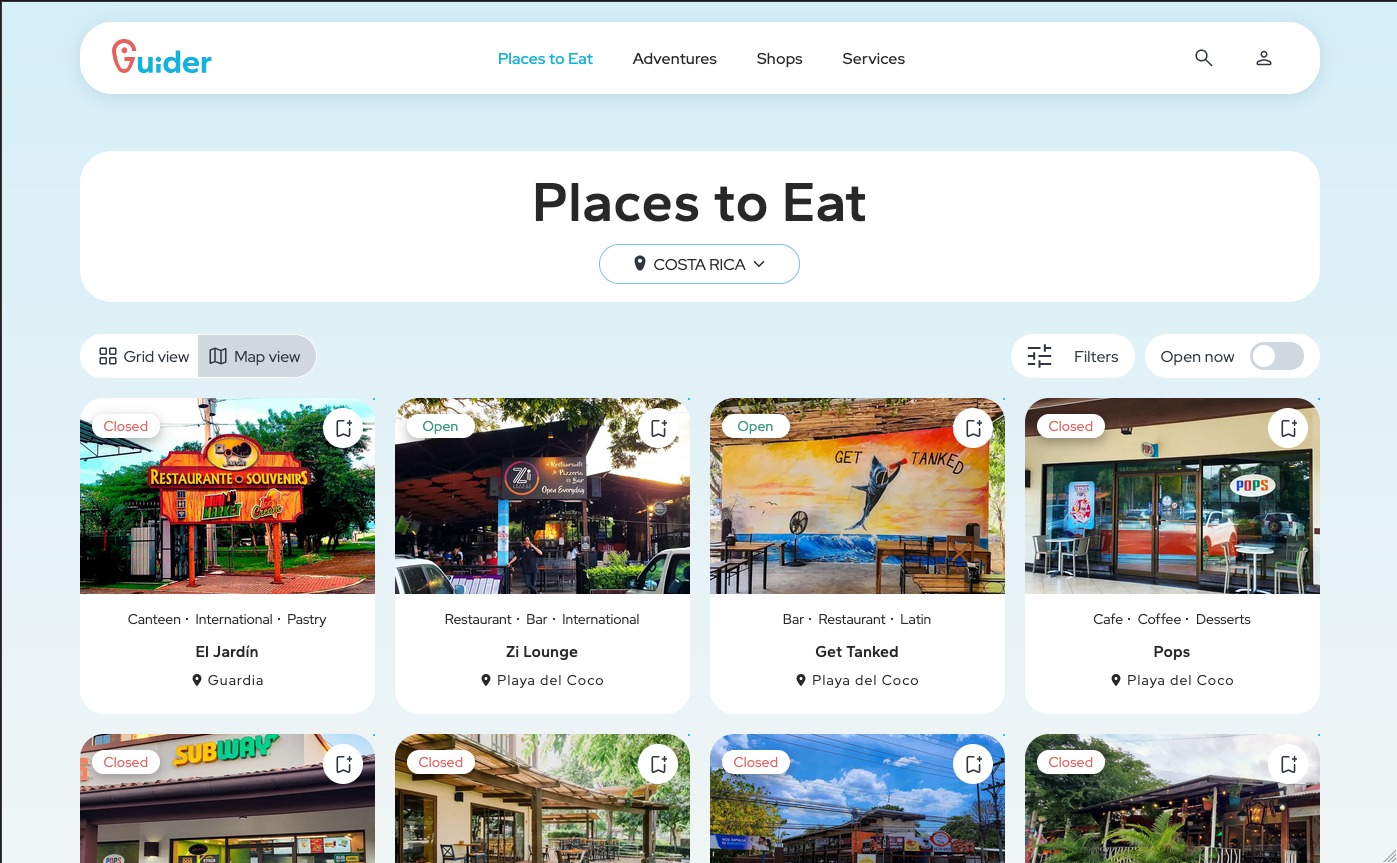 Guider
Places to Eat
Adventures
Shops
Services
Places to Eat
COSTA RICA
Grid view
Map view
Filters
Open now
Closed
RESTAURANTE SOUVENIRS
MARKET
Open
Zi
Restaurante
Pizzeria
Bar
Open Everyday
Open
GET TANKED
Closed
POPS
Canteen · International · Pastry
El Jardín
Guardia
Restaurant · Bar · International
Zi Lounge
Playa del Coco
Bar · Restaurant · Latin
Get Tanked
Playa del Coco
Cafe · Coffee · Desserts
Pops
Playa del Coco
Closed
SUBWAY
POPS
Closed
Closed
Closed